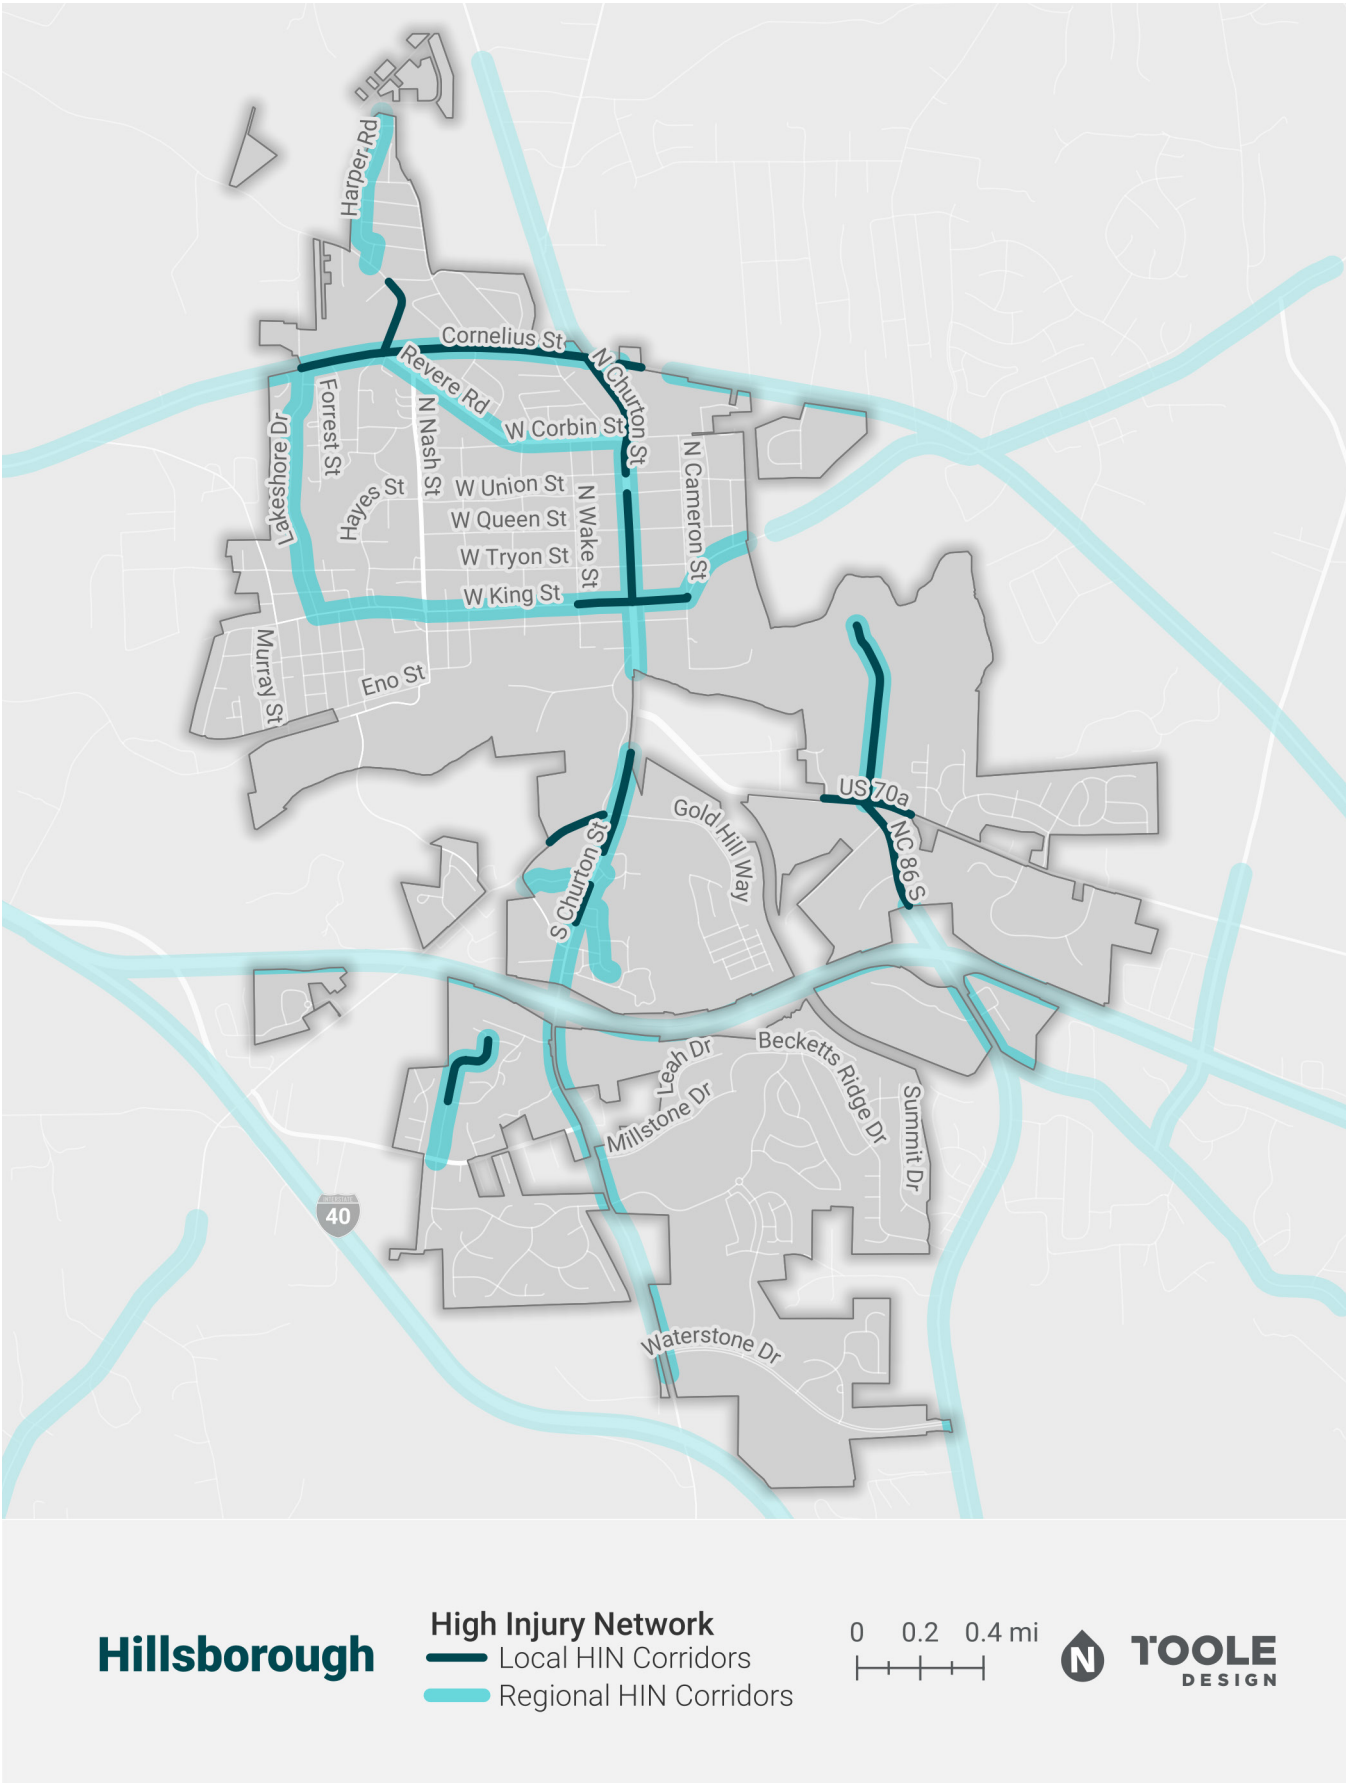 Harper Rd
Cornelius St
N Churton St
Revere Rd
Forrest St
Lakeshore Dr
N Nash St
W Corbin St
N Cameron St
Hayes St
W Union St
N Wake St
W Queen St
W Tryon St
W King St
Murray St
Eno St
US 70a
Gold Hill Way
NC 86 S
S Churton St
Leah Dr
Becketts Ridge Dr
Millstone Dr
Summit Dr
INTERSTATE
40
Waterstone Dr
Hillsborough
High Injury Network
Local HIN Corridors
Regional HIN Corridors
0 0.2 0.4 mi
N
TOOLE
DESIGN